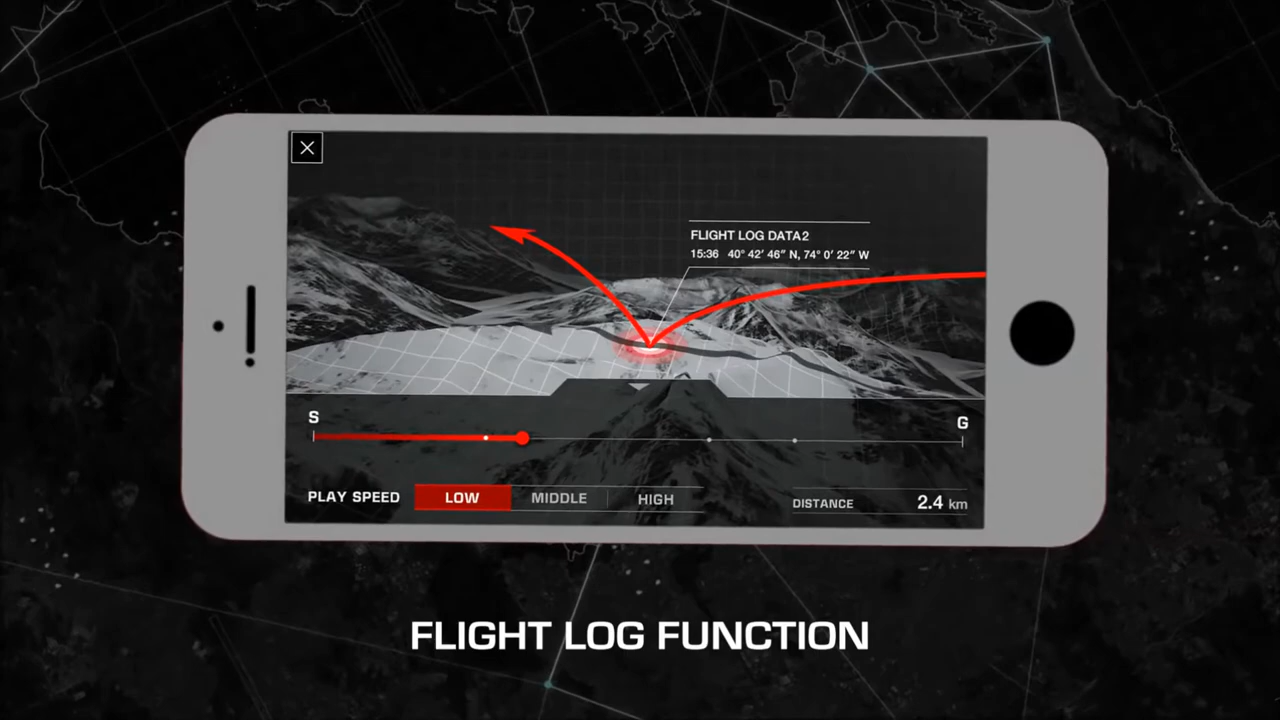 FLIGHT LOG DATA2
15:36 40° 42′ 46″ N, 74° 0′ 22″ W
S
G
PLAY SPEED LOW MIDDLE HIGH DISTANCE 2.4 km
FLIGHT LOG FUNCTION